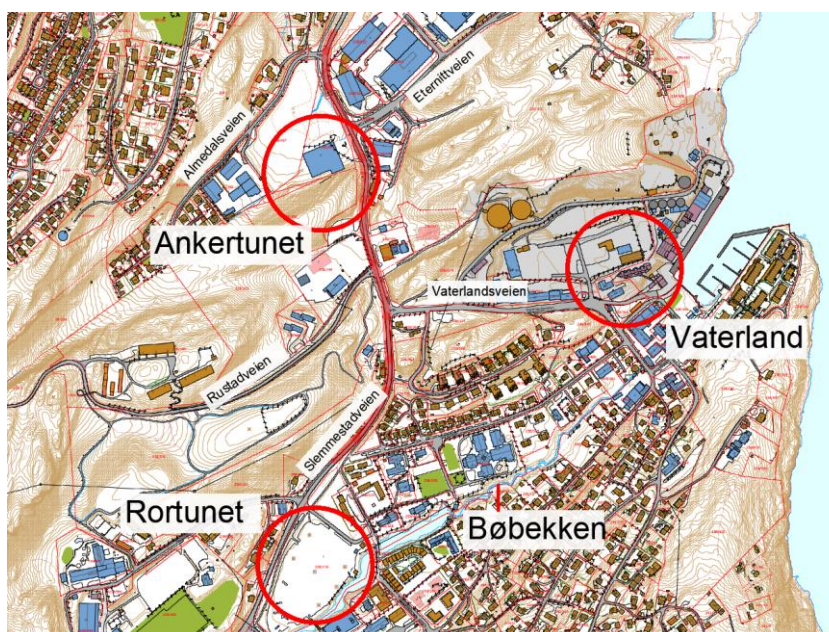 Eternittveien
Almedalsveien
Ankertunet
Vaterlandsveien
Vaterland
Rustadveien
Slemmestadveien
Rortunet
Bøbekken